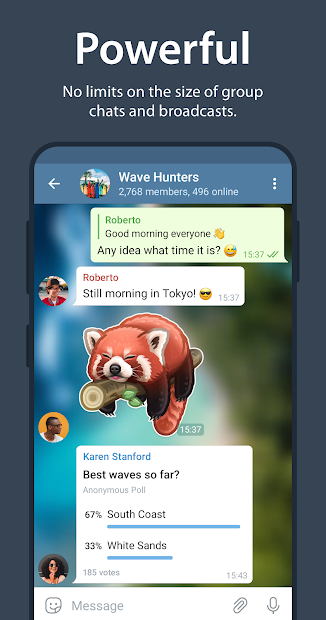 Powerful
No limits on the size of group
chats and broadcasts.
Wave Hunters
2,768 members, 496 online
Roberto
Good morning everyone 👋
Any idea what time it is? 😅 15:37
Roberto
Still morning in Tokyo! 😎 15:37
15:37
Karen Stanford
Best waves so far?
Anonymous Poll
67% South Coast
33% White Sands
185 votes 15:43
Message